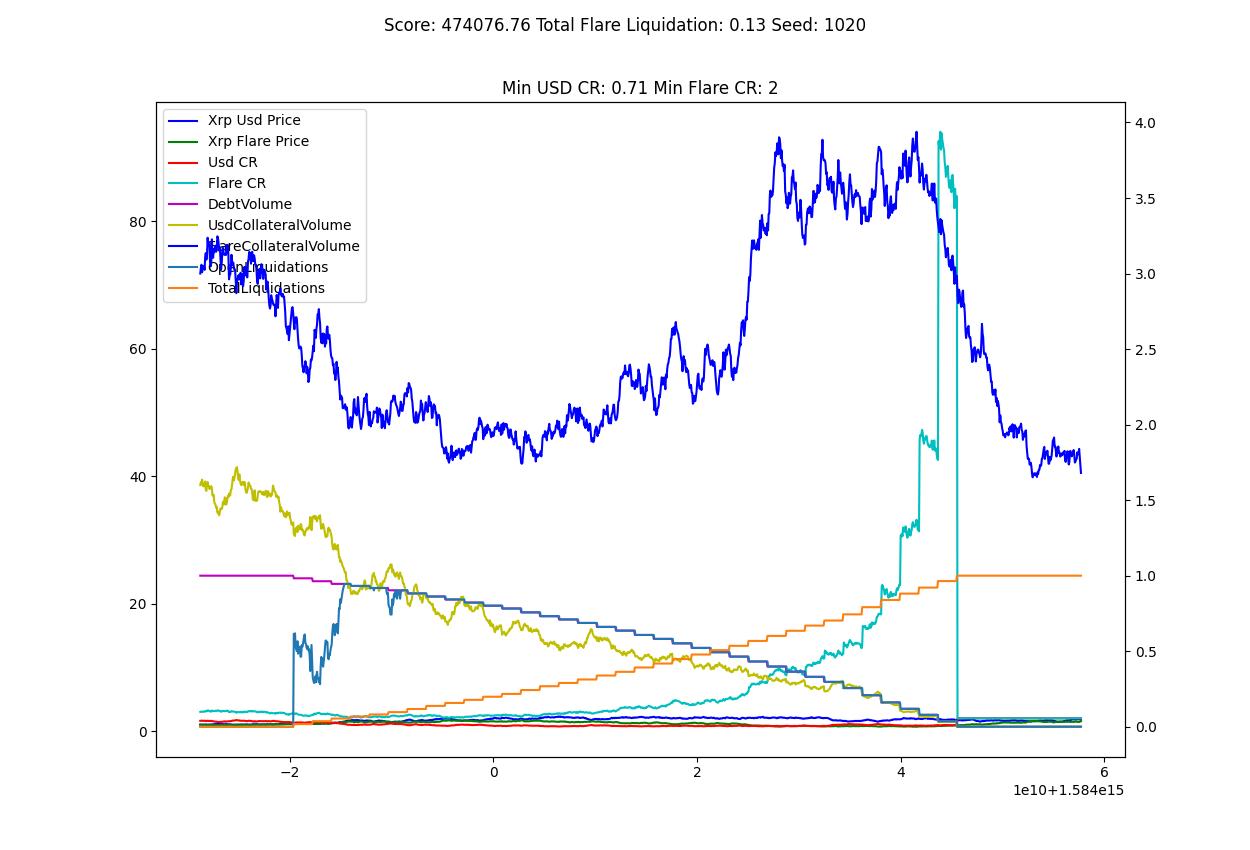 Score: 474076.76 Total Flare Liquidation: 0.13 Seed: 1020
Min USD CR: 0.71 Min Flare CR: 2
Xrp Usd Price
Xrp Flare Price
Usd CR
Flare CR
DebtVolume
UsdCollateralVolume
FlareCollateralVolume
OpenLiquidations
TotalLiquidations
80
60
40
20
0
4.0
3.5
3.0
2.5
2.0
1.5
1.0
0.5
0.0
−2
0
2
4
6
1e10+1.584e15